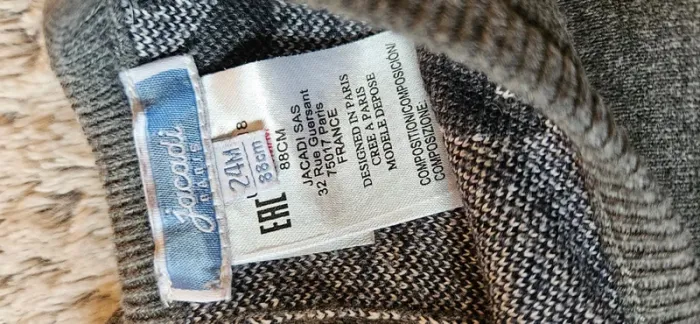 Jacadi
PARIS
24M
88cm
8
88CM
EAC
JACADI SAS
32 Rue Guersant
75017 Paris
FRANCE
DESIGNED IN PARIS
CREE A PARIS
MODELE DEPOSE
COMPOSITION/COMPOSICIÓN/
COMPOSIZIONE.